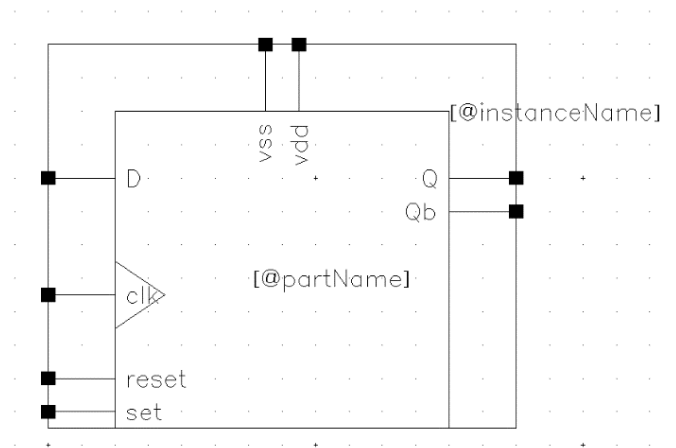 [@instanceName]
vss
vdd
D
Q
Qb
[@partName]
clk
reset
set